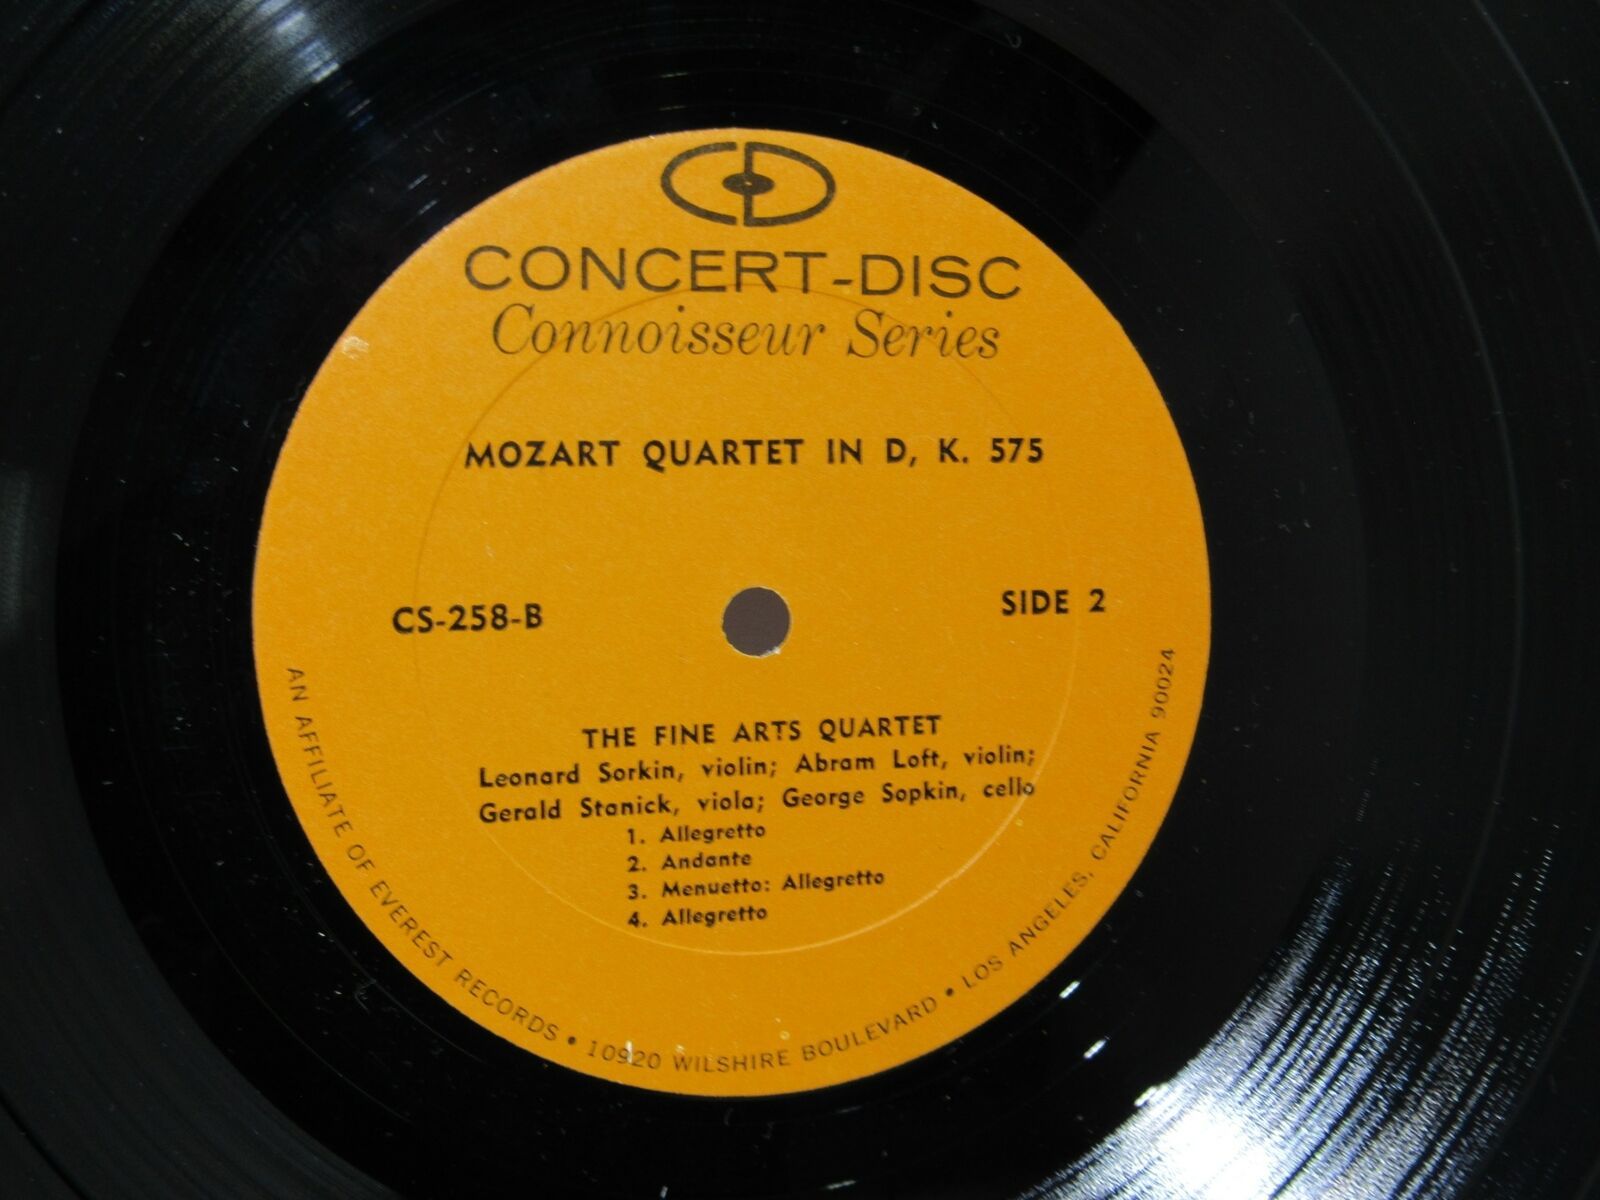 CD
CONCERT-DISC
Connoisseur Series
MOZART QUARTET IN D, K. 575
CS-258-B
SIDE 2
THE FINE ARTS QUARTET
Leonard Sorkin, violin; Abram Loft, violin;
Gerald Stanick, viola; George Sopkin, cello
1. Allegretto
2. Andante
3. Menuetto: Allegretto
4. Allegretto
AN AFFILIATE OF EVEREST RECORDS • 10920 WILSHIRE BOULEVARD • LOS ANGELES, CALIFORNIA 90024